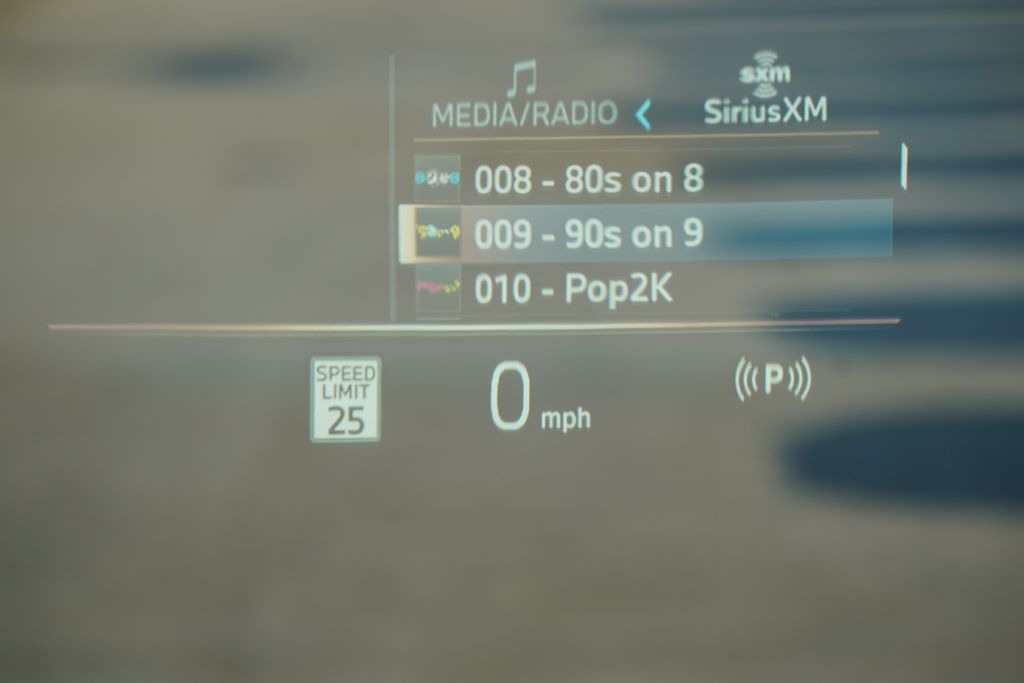 MEDIA/RADIO
sxm
SiriusXM
008 - 80s on 8
009 - 90s on 9
010 - Pop2K
SPEED
LIMIT
25
0 mph
P